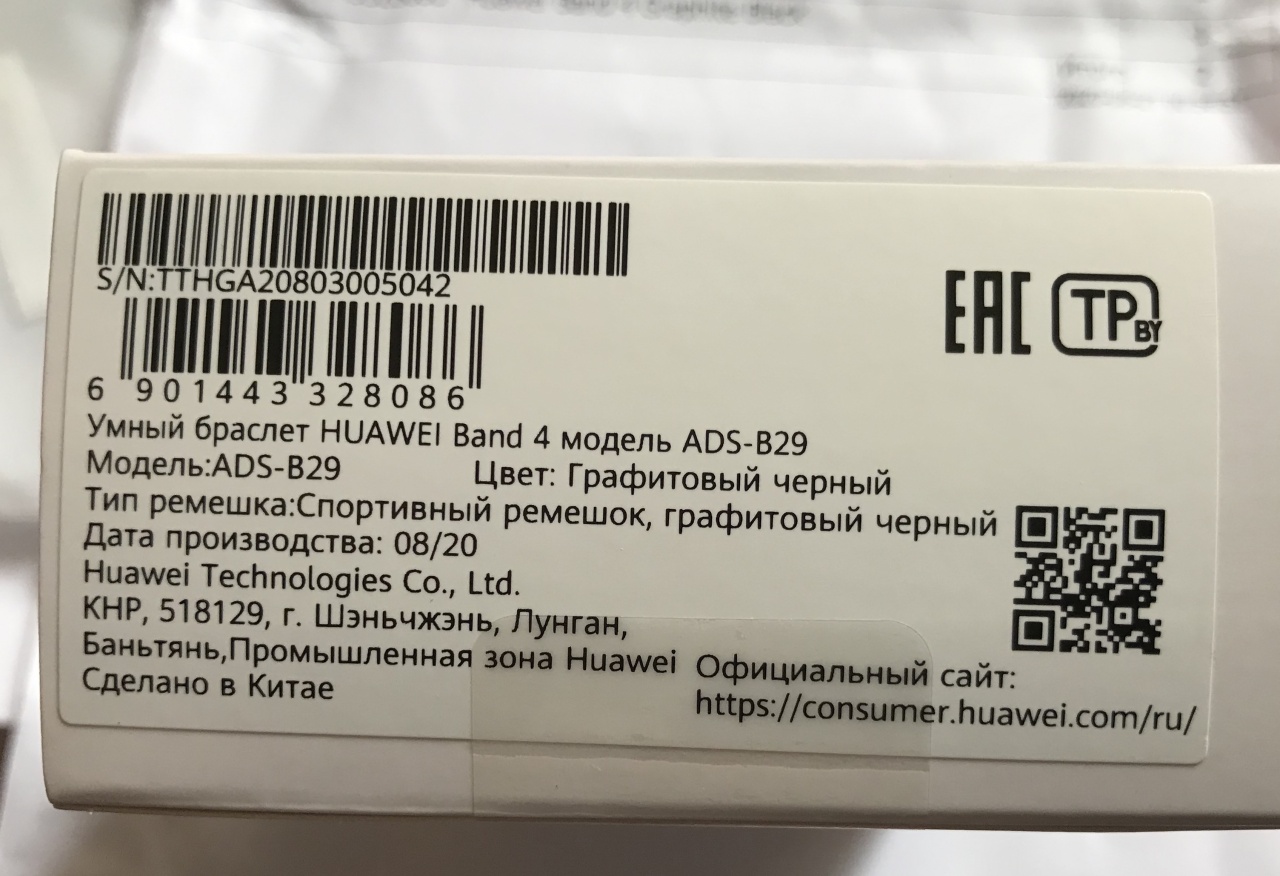 S/N:TTHGA20803005042
6 901443 328086
EAC TP BY
Умный браслет HUAWEI Band 4 модель ADS-B29
Модель:ADS-B29 Цвет: Графитовый черный
Тип ремешка:Спортивный ремешок, графитовый черный
Дата производства: 08/20
Huawei Technologies Co., Ltd.
КНР, 518129, г. Шэньчжэнь, Лунган,
Баньтянь,Промышленная зона Huawei
Сделано в Китае
Официальный сайт:
https://consumer.huawei.com/ru/